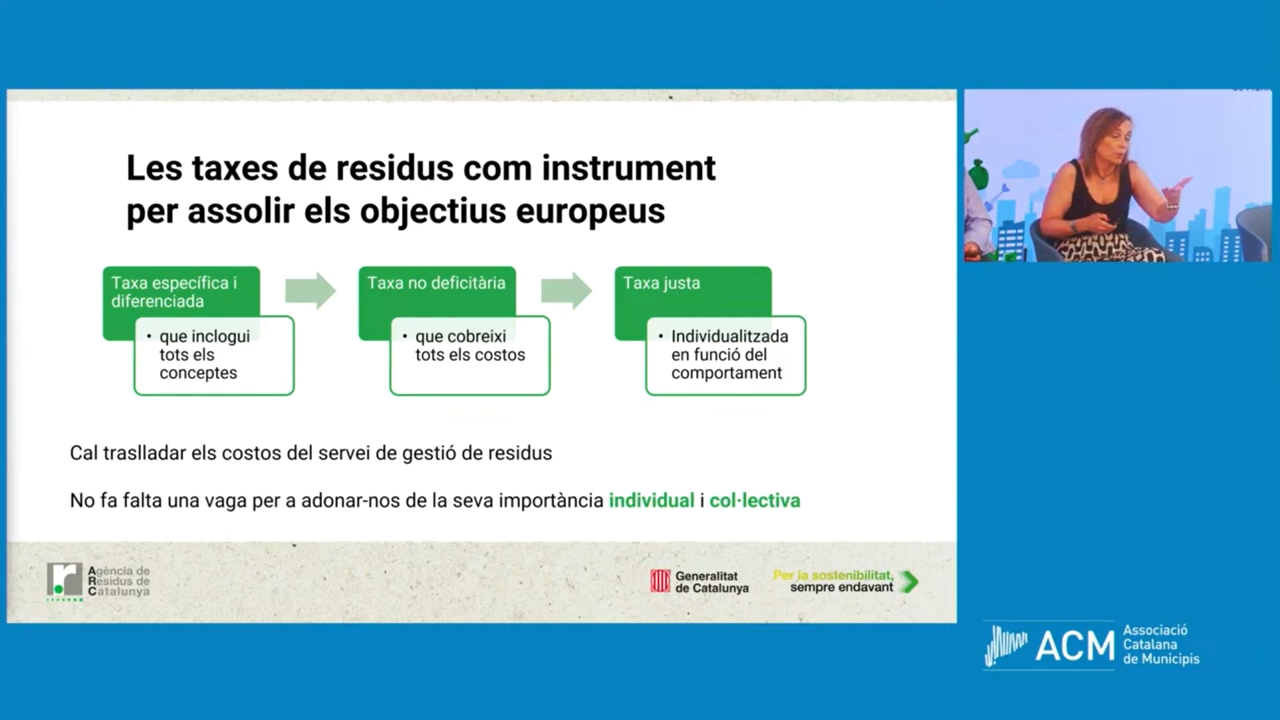 Les taxes de residus com instrument
per assolir els objectius europeus
Taxa específica i
diferenciada
• que inclogui
tots els
conceptes
Taxa no deficitària
• que cobreixi
tots els costos
Taxa justa
• Individualitzada
en funció del
comportament
Cal traslladar els costos del servei de gestió de residus
No fa falta una vaga per a adonar-nos de la seva importància individual i col·lectiva
Agència de
Residus de
Catalunya
Generalitat
de Catalunya
Per la sostenibilitat,
sempre endavant
ACM
Associació
Catalana
de Municipis